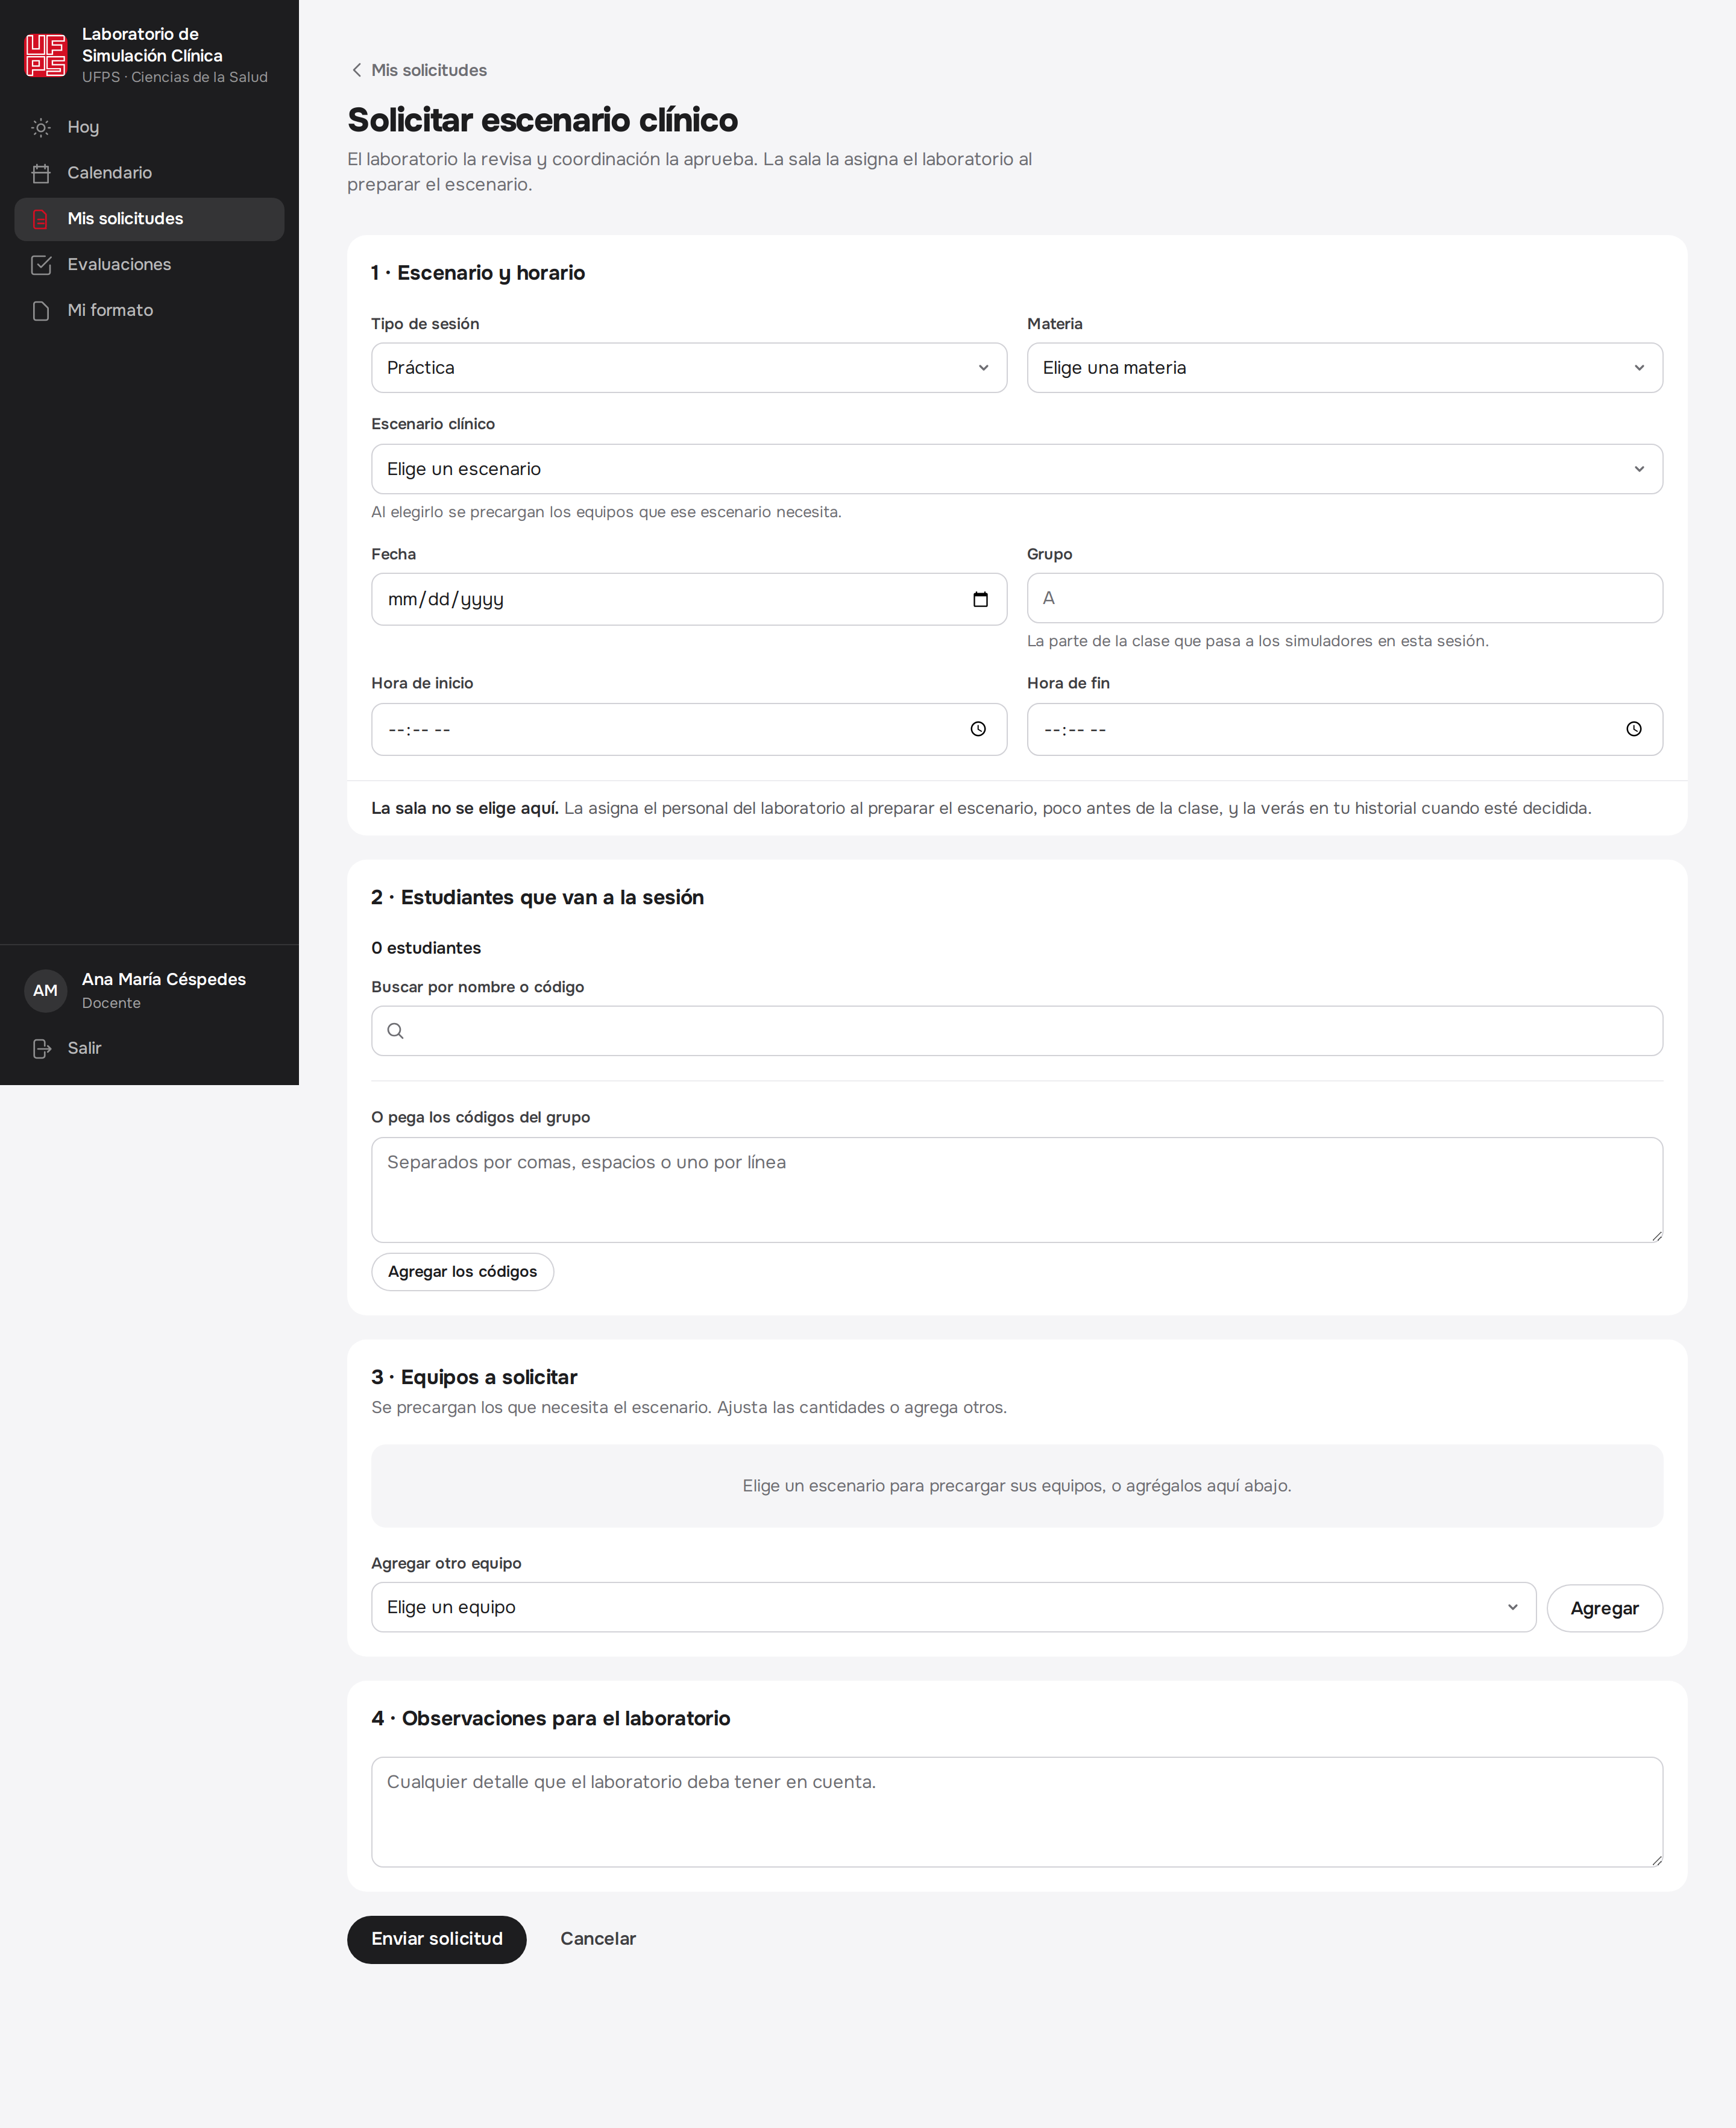 UFPS
Laboratorio de
Simulación Clínica
UFPS · Ciencias de la Salud
Hoy
Calendario
Mis solicitudes
Evaluaciones
Mi formato
AM
Ana María Céspedes
Docente
Salir
Mis solicitudes
Solicitar escenario clínico
El laboratorio la revisa y coordinación la aprueba. La sala la asigna el laboratorio al
preparar el escenario.
1 · Escenario y horario
Tipo de sesión
Materia
Práctica
Elige una materia
Escenario clínico
Elige un escenario
Al elegirlo se precargan los equipos que ese escenario necesita.
Fecha
Grupo
mm/dd/yyyy
A
La parte de la clase que pasa a los simuladores en esta sesión.
Hora de inicio
Hora de fin
--:-- --
--:-- --
La sala no se elige aquí. La asigna el personal del laboratorio al preparar el escenario, poco antes de la clase, y la verás en tu historial cuando esté decidida.
2 · Estudiantes que van a la sesión
0 estudiantes
Buscar por nombre o código
O pega los códigos del grupo
Separados por comas, espacios o uno por línea
Agregar los códigos
3 · Equipos a solicitar
Se precargan los que necesita el escenario. Ajusta las cantidades o agrega otros.
Elige un escenario para precargar sus equipos, o agrégalos aquí abajo.
Agregar otro equipo
Elige un equipo
Agregar
4 · Observaciones para el laboratorio
Cualquier detalle que el laboratorio deba tener en cuenta.
Enviar solicitud
Cancelar